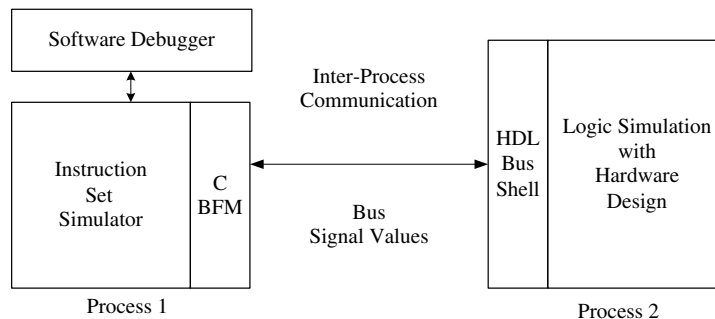 Software Debugger
Inter-Process
Communication
Instruction
Set
Simulator
C
BFM
HDL
Bus
Shell
Logic Simulation
with
Hardware
Design
Bus
Signal Values
Process 1
Process 2